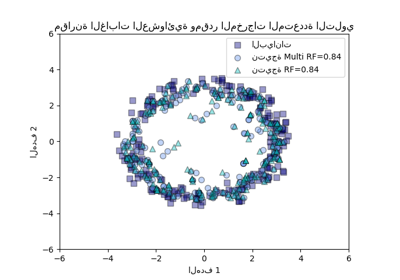 مقارنة الغابات العشوائية ومقدر المخرجات المتعددة التلوي
البيانات
نتيجة Multi RF=0.84
نتيجة RF=0.84
6
4
2
0
−2
−4
−6
الهدف 2
−6 −4 −2 0 2 4 6
الهدف 1